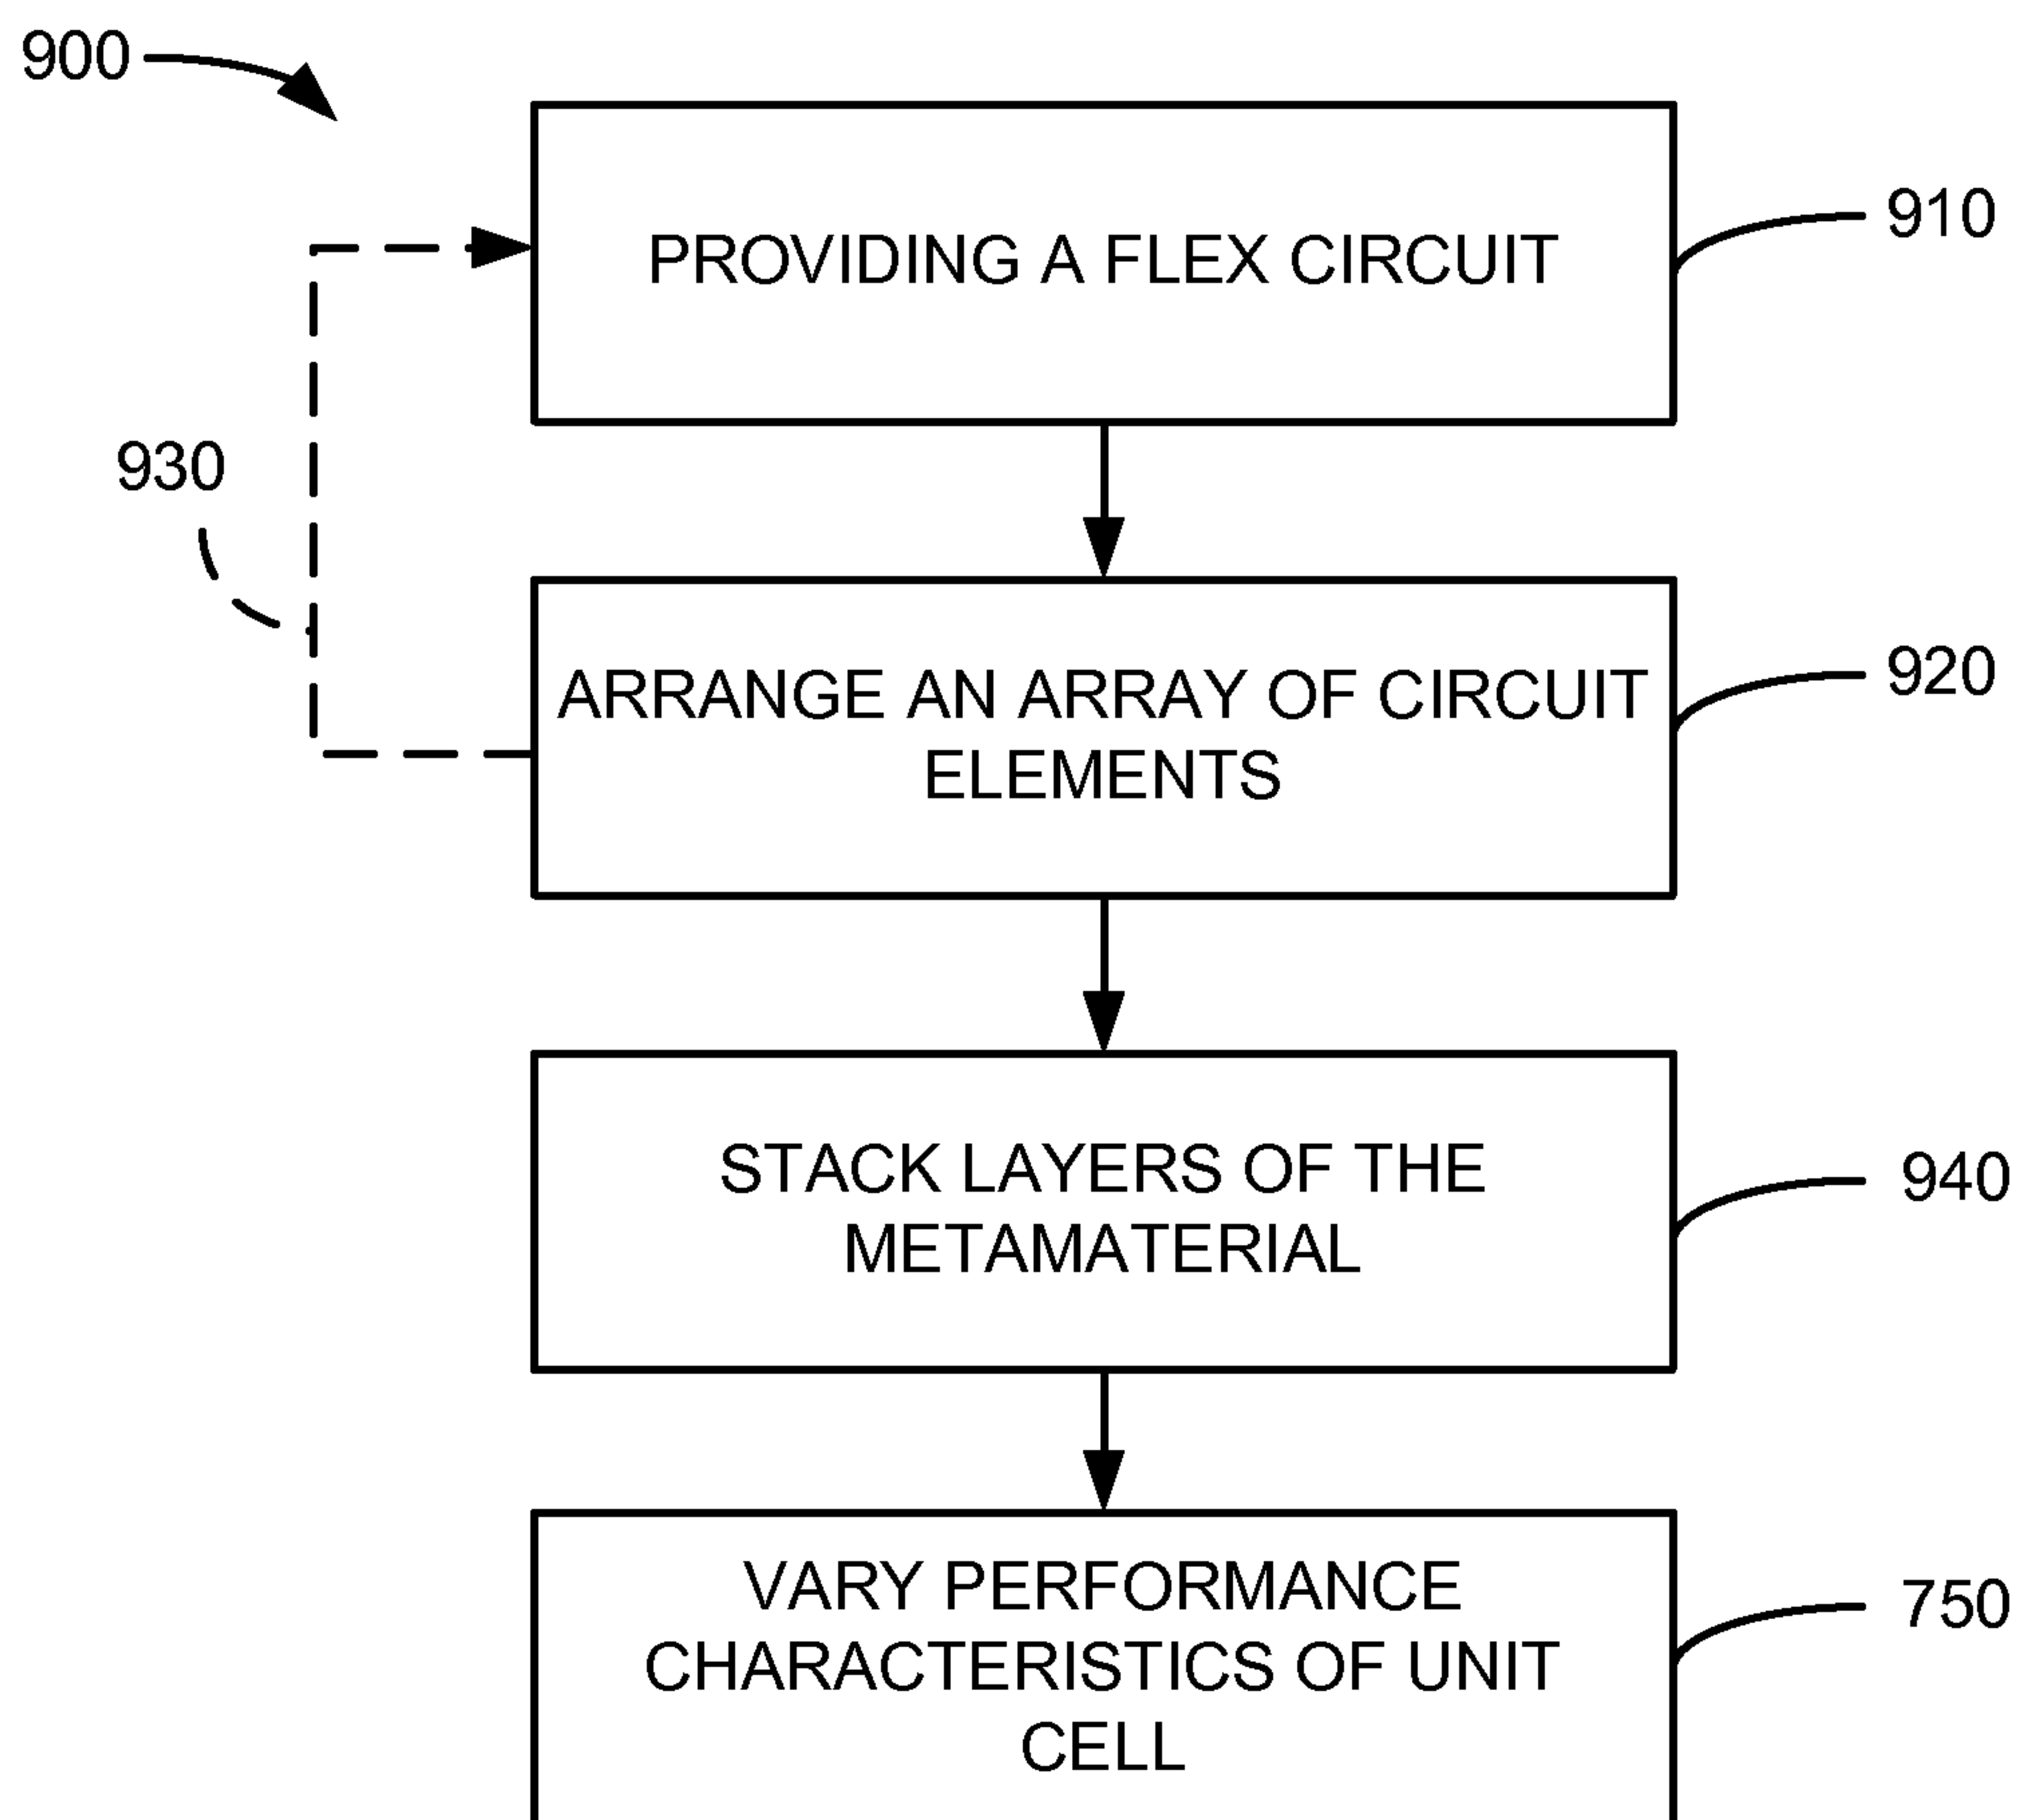 900
PROVIDING A FLEX CIRCUIT
910
930
ARRANGE AN ARRAY OF CIRCUIT
ELEMENTS
920
STACK LAYERS OF THE
METAMATERIAL
940
VARY PERFORMANCE
CHARACTERISTICS OF UNIT
CELL
750